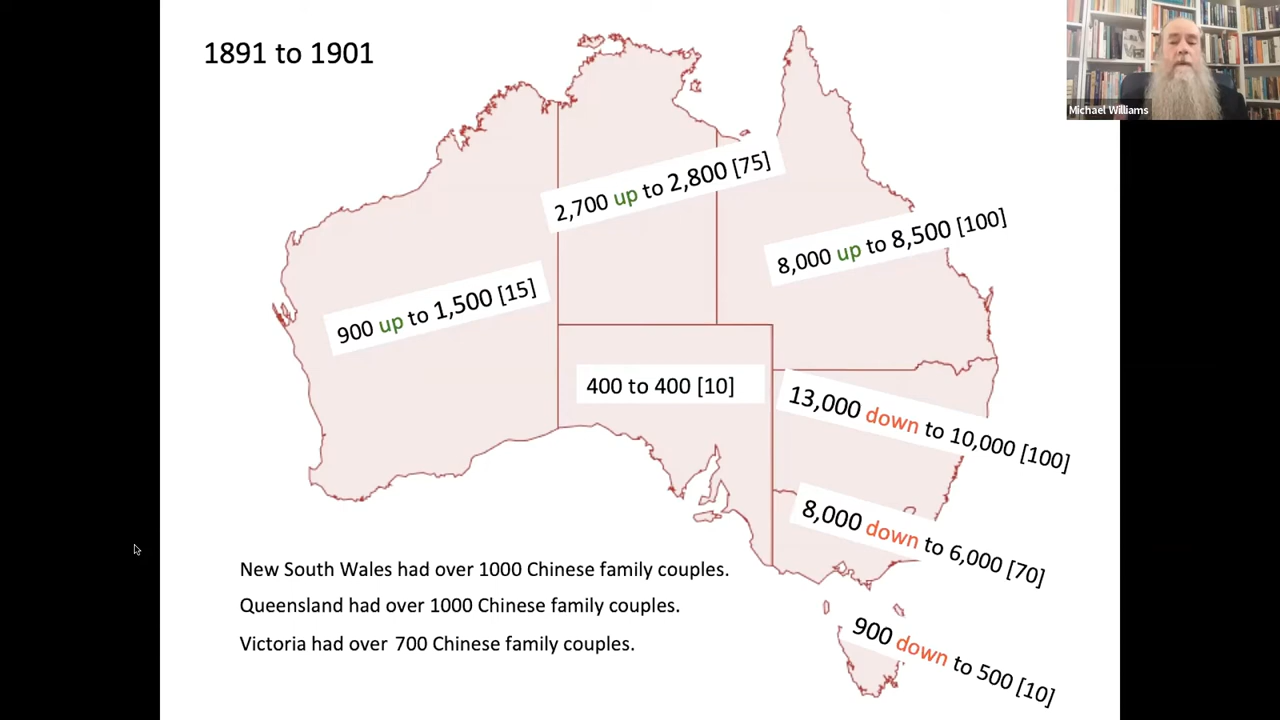 1891 to 1901
Michael Williams
2,700 up to 2,800 [75]
8,000 up to 8,500 [100]
900 up to 1,500 [15]
400 to 400 [10]
13,000 down to 10,000 [100]
8,000 down to 6,000 [70]
New South Wales had over 1000 Chinese family couples.
Queensland had over 1000 Chinese family couples.
Victoria had over 700 Chinese family couples.
900 down to 500 [10]